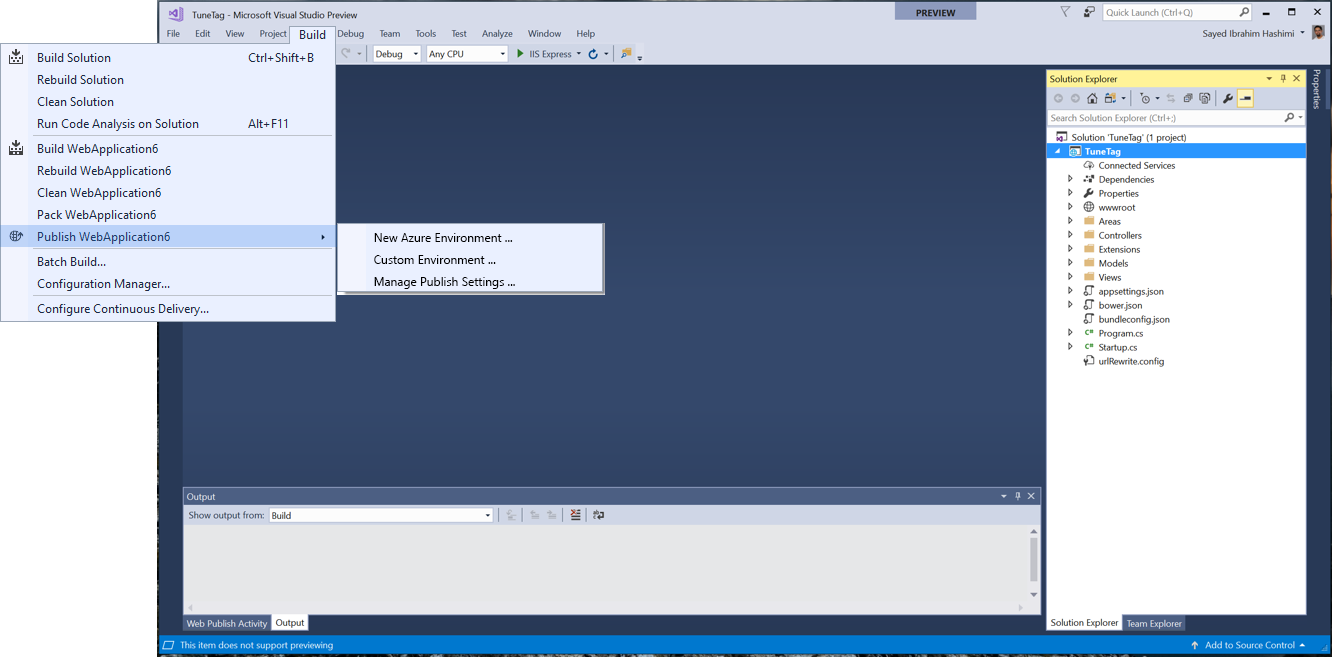 TuneTag - Microsoft Visual Studio Preview
PREVIEW
Quick Launch (Ctrl+Q)
File Edit View Project Build Debug Team Tools Test Analyze Window Help
Sayed Ibrahim Hashimi
Debug Any CPU IIS Express
Build Solution Ctrl+Shift+B
Rebuild Solution
Clean Solution
Run Code Analysis on Solution Alt+F11
Build WebApplication6
Rebuild WebApplication6
Clean WebApplication6
Pack WebApplication6
Publish WebApplication6
Batch Build...
Configuration Manager...
Configure Continuous Delivery...
New Azure Environment ...
Custom Environment ...
Manage Publish Settings ...
Solution Explorer
Search Solution Explorer (Ctrl+;)
Solution 'TuneTag' (1 project)
TuneTag
Connected Services
Dependencies
Properties
wwwroot
Areas
Controllers
Extensions
Models
Views
appsettings.json
bower.json
bundleconfig.json
C# Program.cs
C# Startup.cs
urlRewrite.config
Solution Explorer Team Explorer
Properties
Output
Show output from: Build
Web Publish Activity Output
This item does not support previewing
Add to Source Control